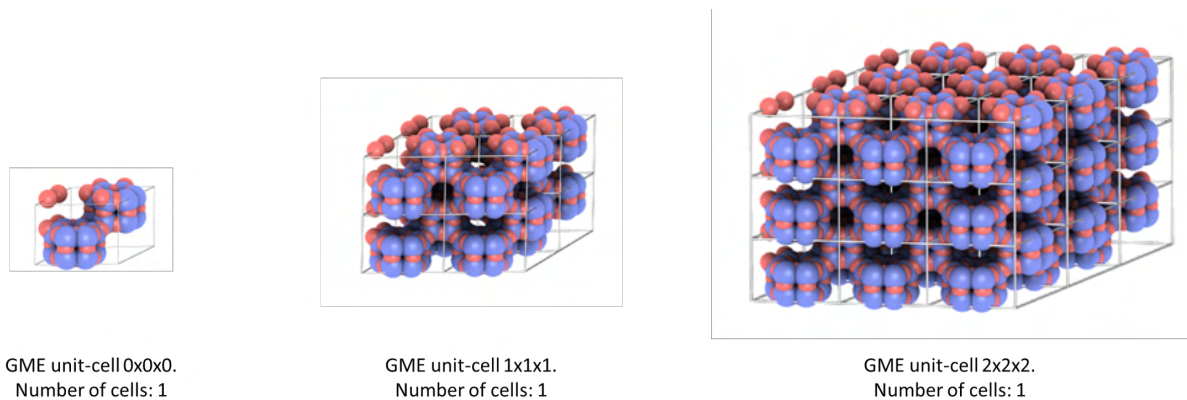 GME unit-cell 0x0x0.
Number of cells: 1
GME unit-cell 1x1x1.
Number of cells: 1
GME unit-cell 2x2x2.
Number of cells: 1